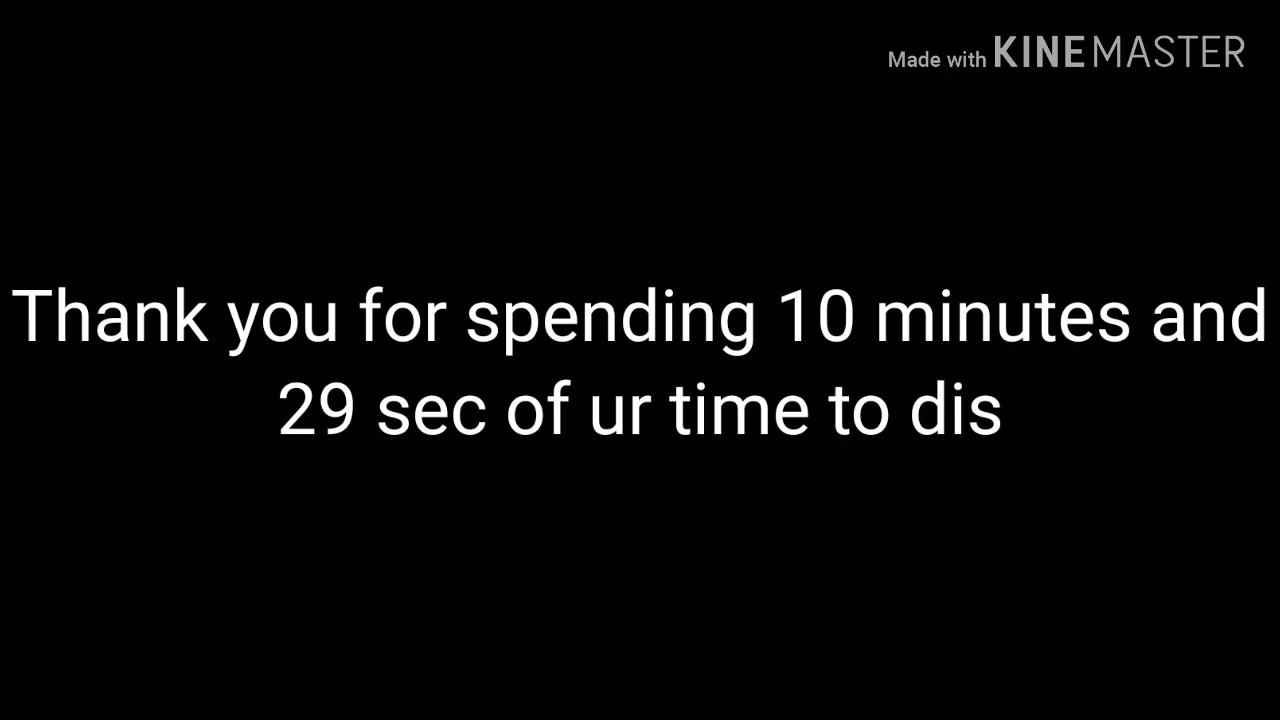 Made with KINEMASTER
Thank you for spending 10 minutes and
29 sec of ur time to dis